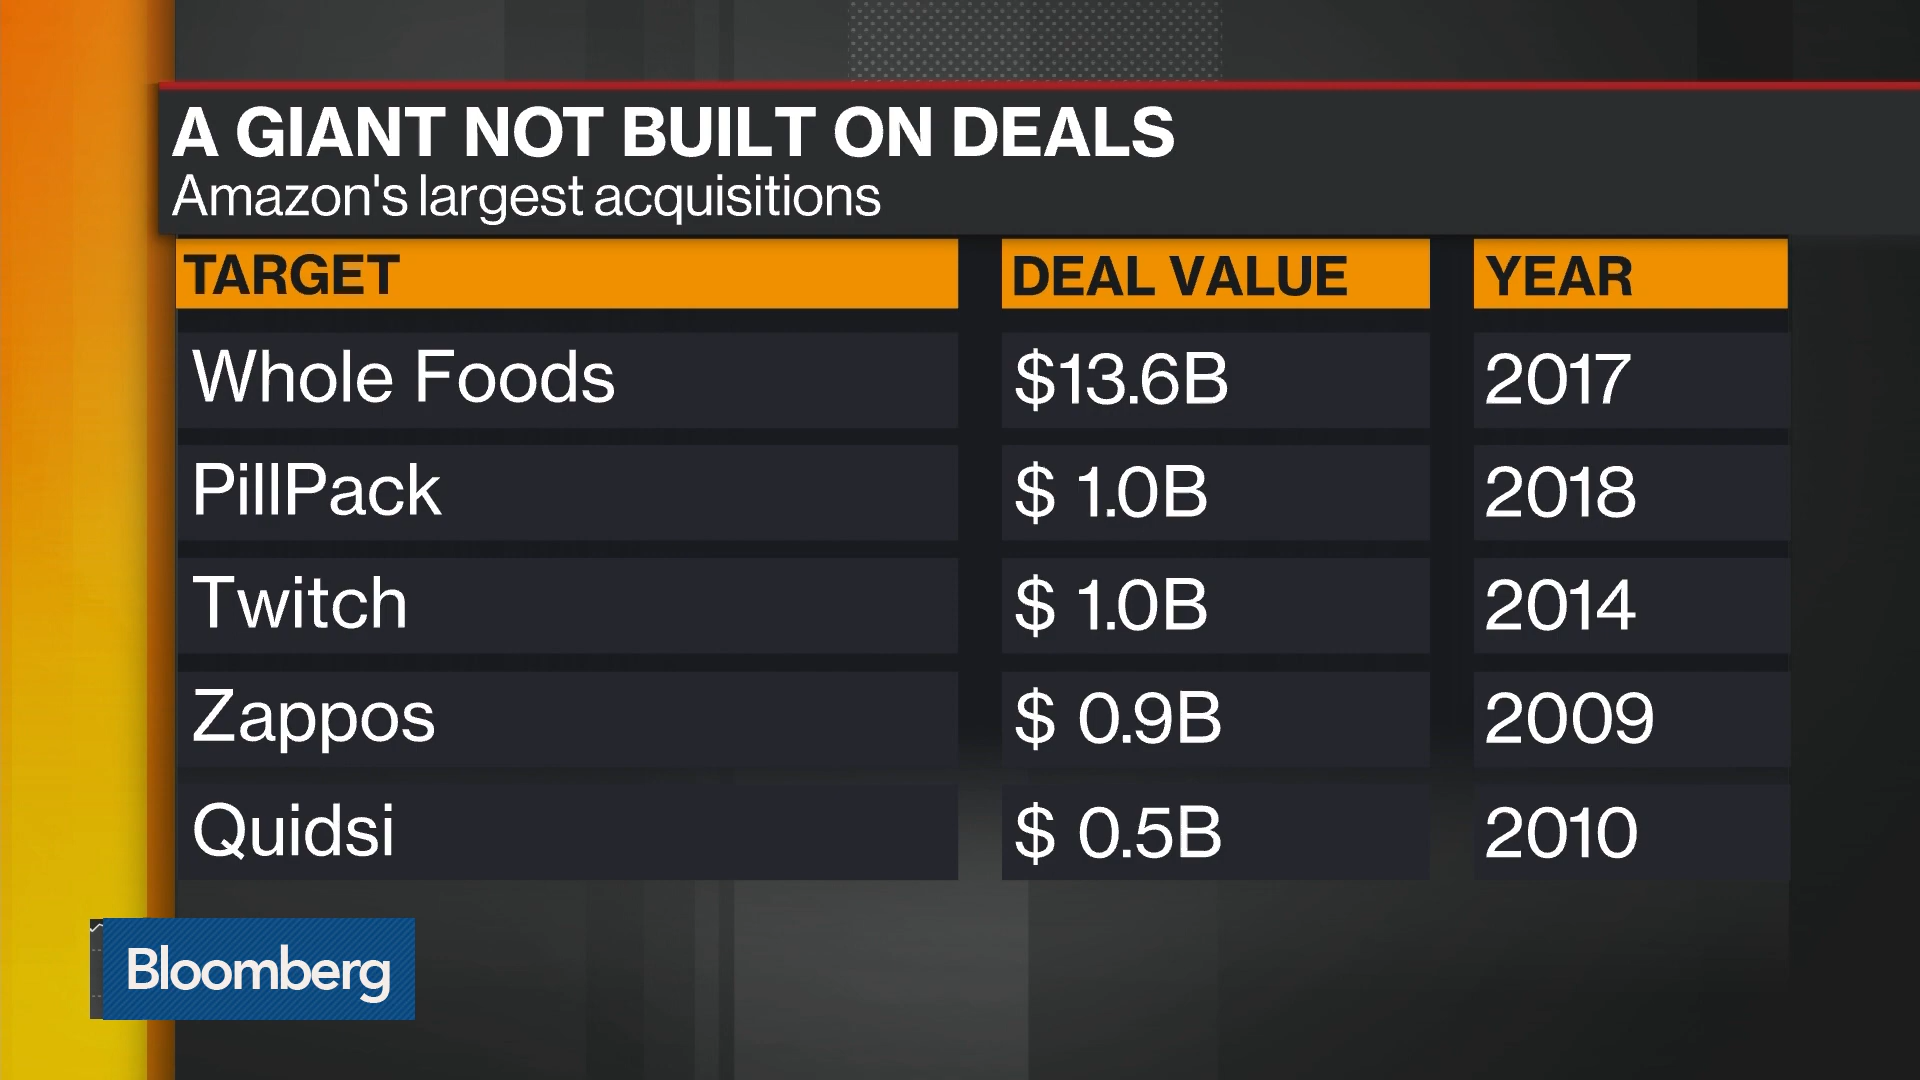 A GIANT NOT BUILT ON DEALS
Amazon's largest acquisitions
TARGET DEAL VALUE YEAR
Whole Foods $13.6B 2017
PillPack $ 1.0B 2018
Twitch $ 1.0B 2014
Zappos $ 0.9B 2009
Quidsi $ 0.5B 2010
Bloomberg